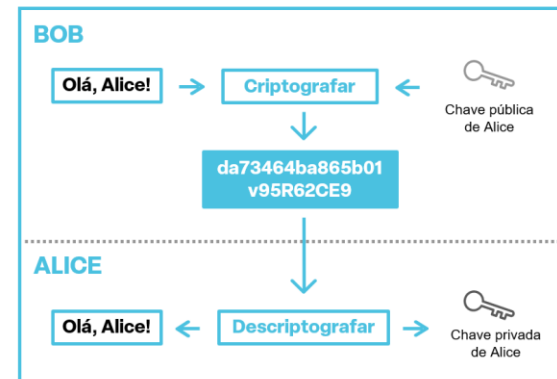 BOB
Olá, Alice!
Criptografar
Chave pública
de Alice
da73464ba865b01
v95R62CE9
ALICE
Olá, Alice!
Descriptografar
Chave privada
de Alice